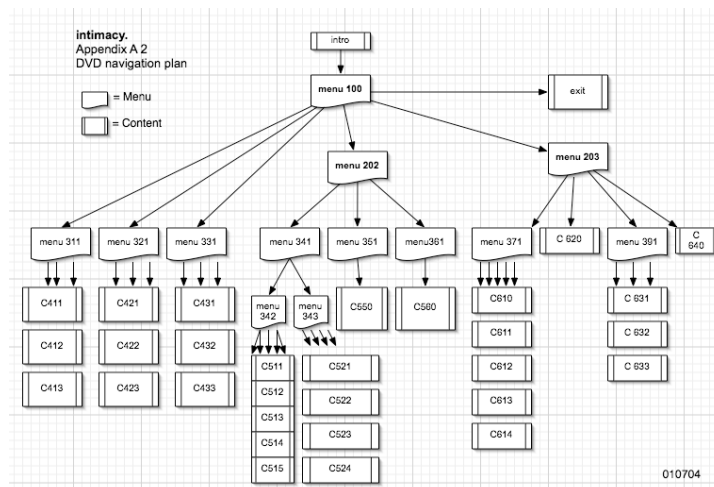 intimacy.
Appendix A 2
DVD navigation plan
= Menu
= Content
intro
menu 100
exit
menu 202
menu 203
menu 311
menu 321
menu 331
menu 341
menu 351
menu361
menu 371
C 620
menu 391
C
640
C411
C421
C431
menu
342
menu
343
C550
C560
C610
C 631
C412
C422
C432
C611
C 632
C413
C423
C433
C511
C521
C612
C 633
C512
C522
C613
C513
C523
C614
C514
C515
C524
010704